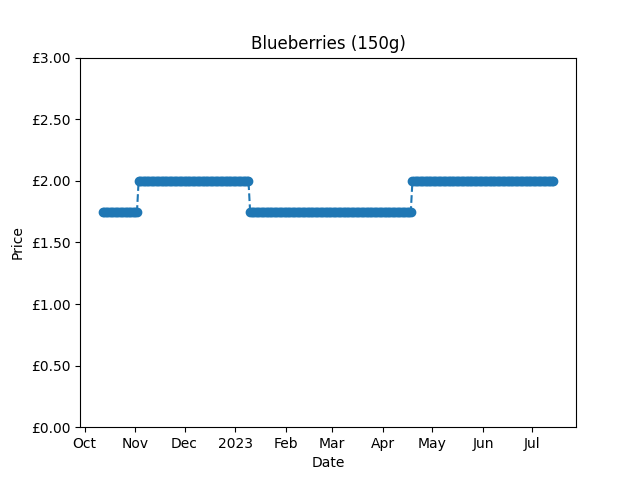 Blueberries (150g)
£3.00
£2.50
£2.00
£1.50
£1.00
£0.50
£0.00
Price
Oct Nov Dec 2023 Feb Mar Apr May Jun Jul
Date